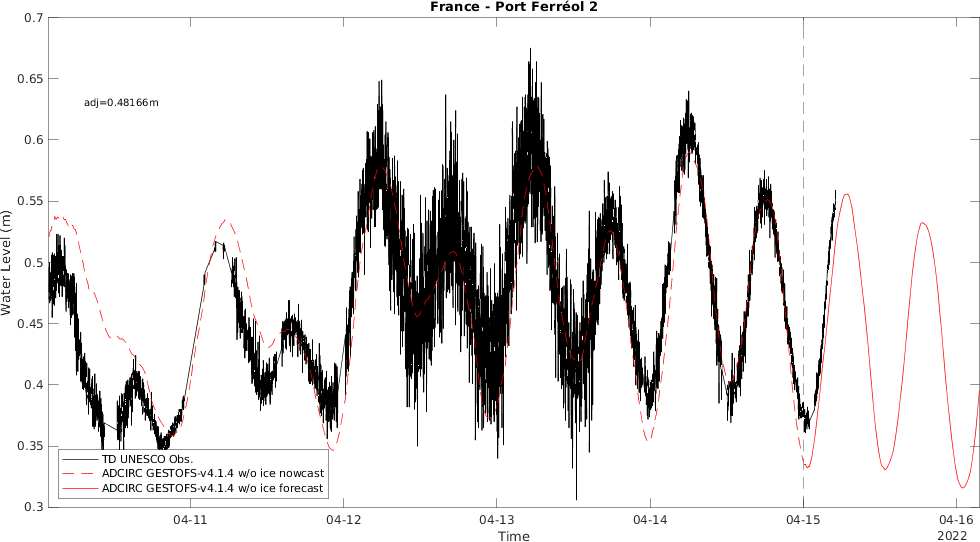 France - Port Ferréol 2
0.7
0.65
0.6
0.55
0.5
0.45
0.4
0.35
0.3
Water Level (m)
adj=0.48166m
TD UNESCO Obs.
ADCIRC GESTOFS-v4.1.4 w/o ice nowcast
ADCIRC GESTOFS-v4.1.4 w/o ice forecast
04-11
04-12
04-13
04-14
04-15
04-16
Time
2022